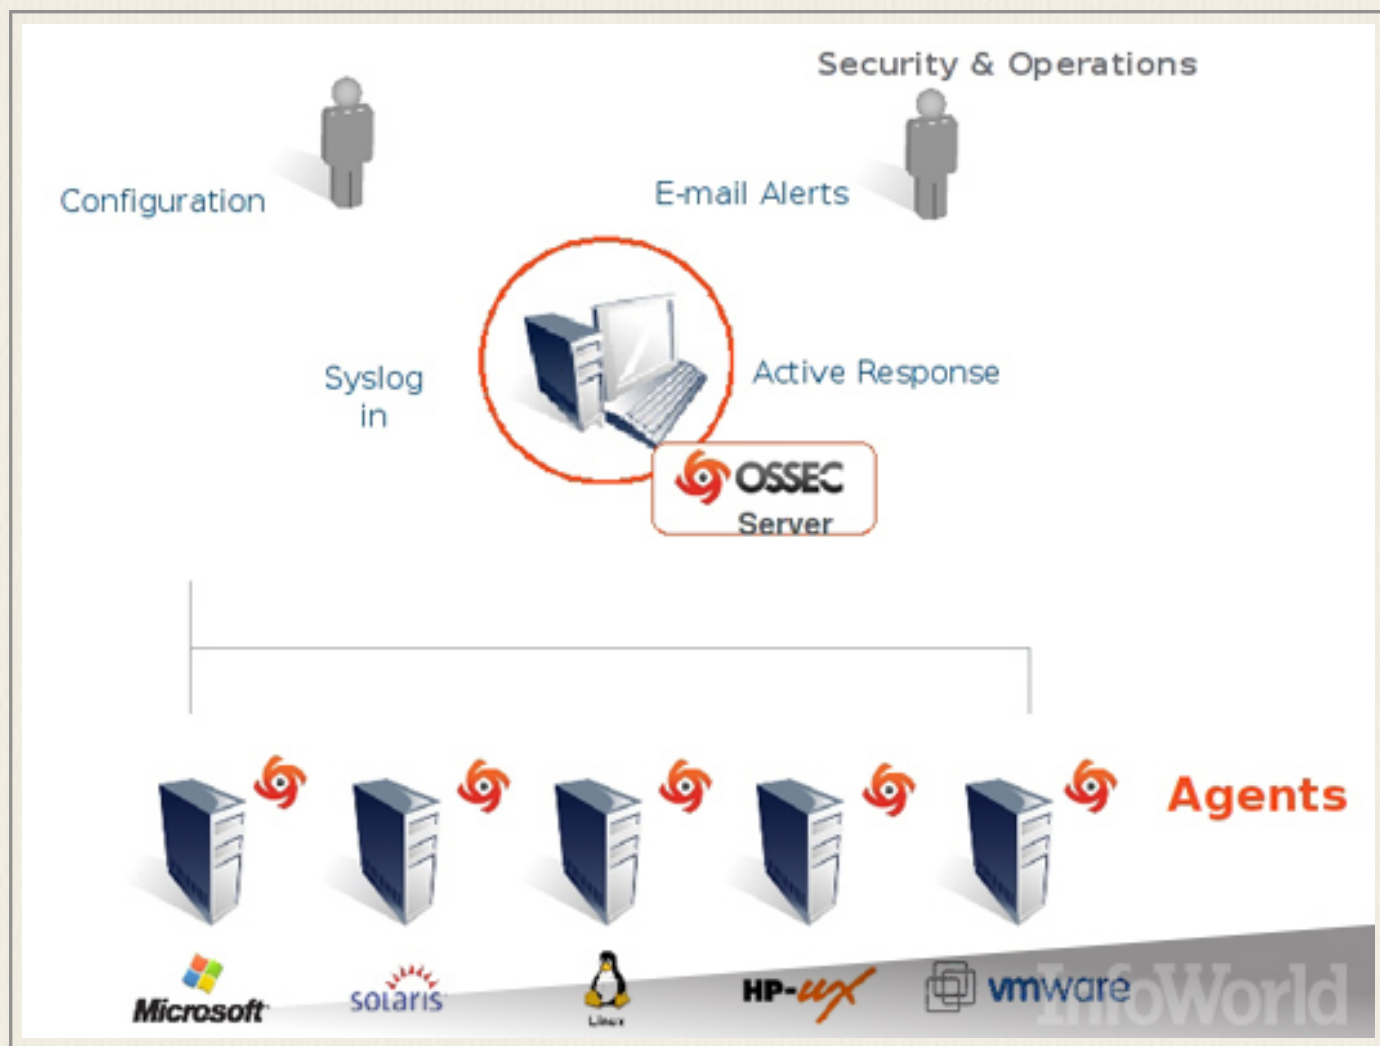 Security & Operations
Configuration
E-mail Alerts
Syslog
in
Active Response
OSSEC
Server
Agents
Microsoft
solaris
Linux
HP-UX
vmware
InfoWorld